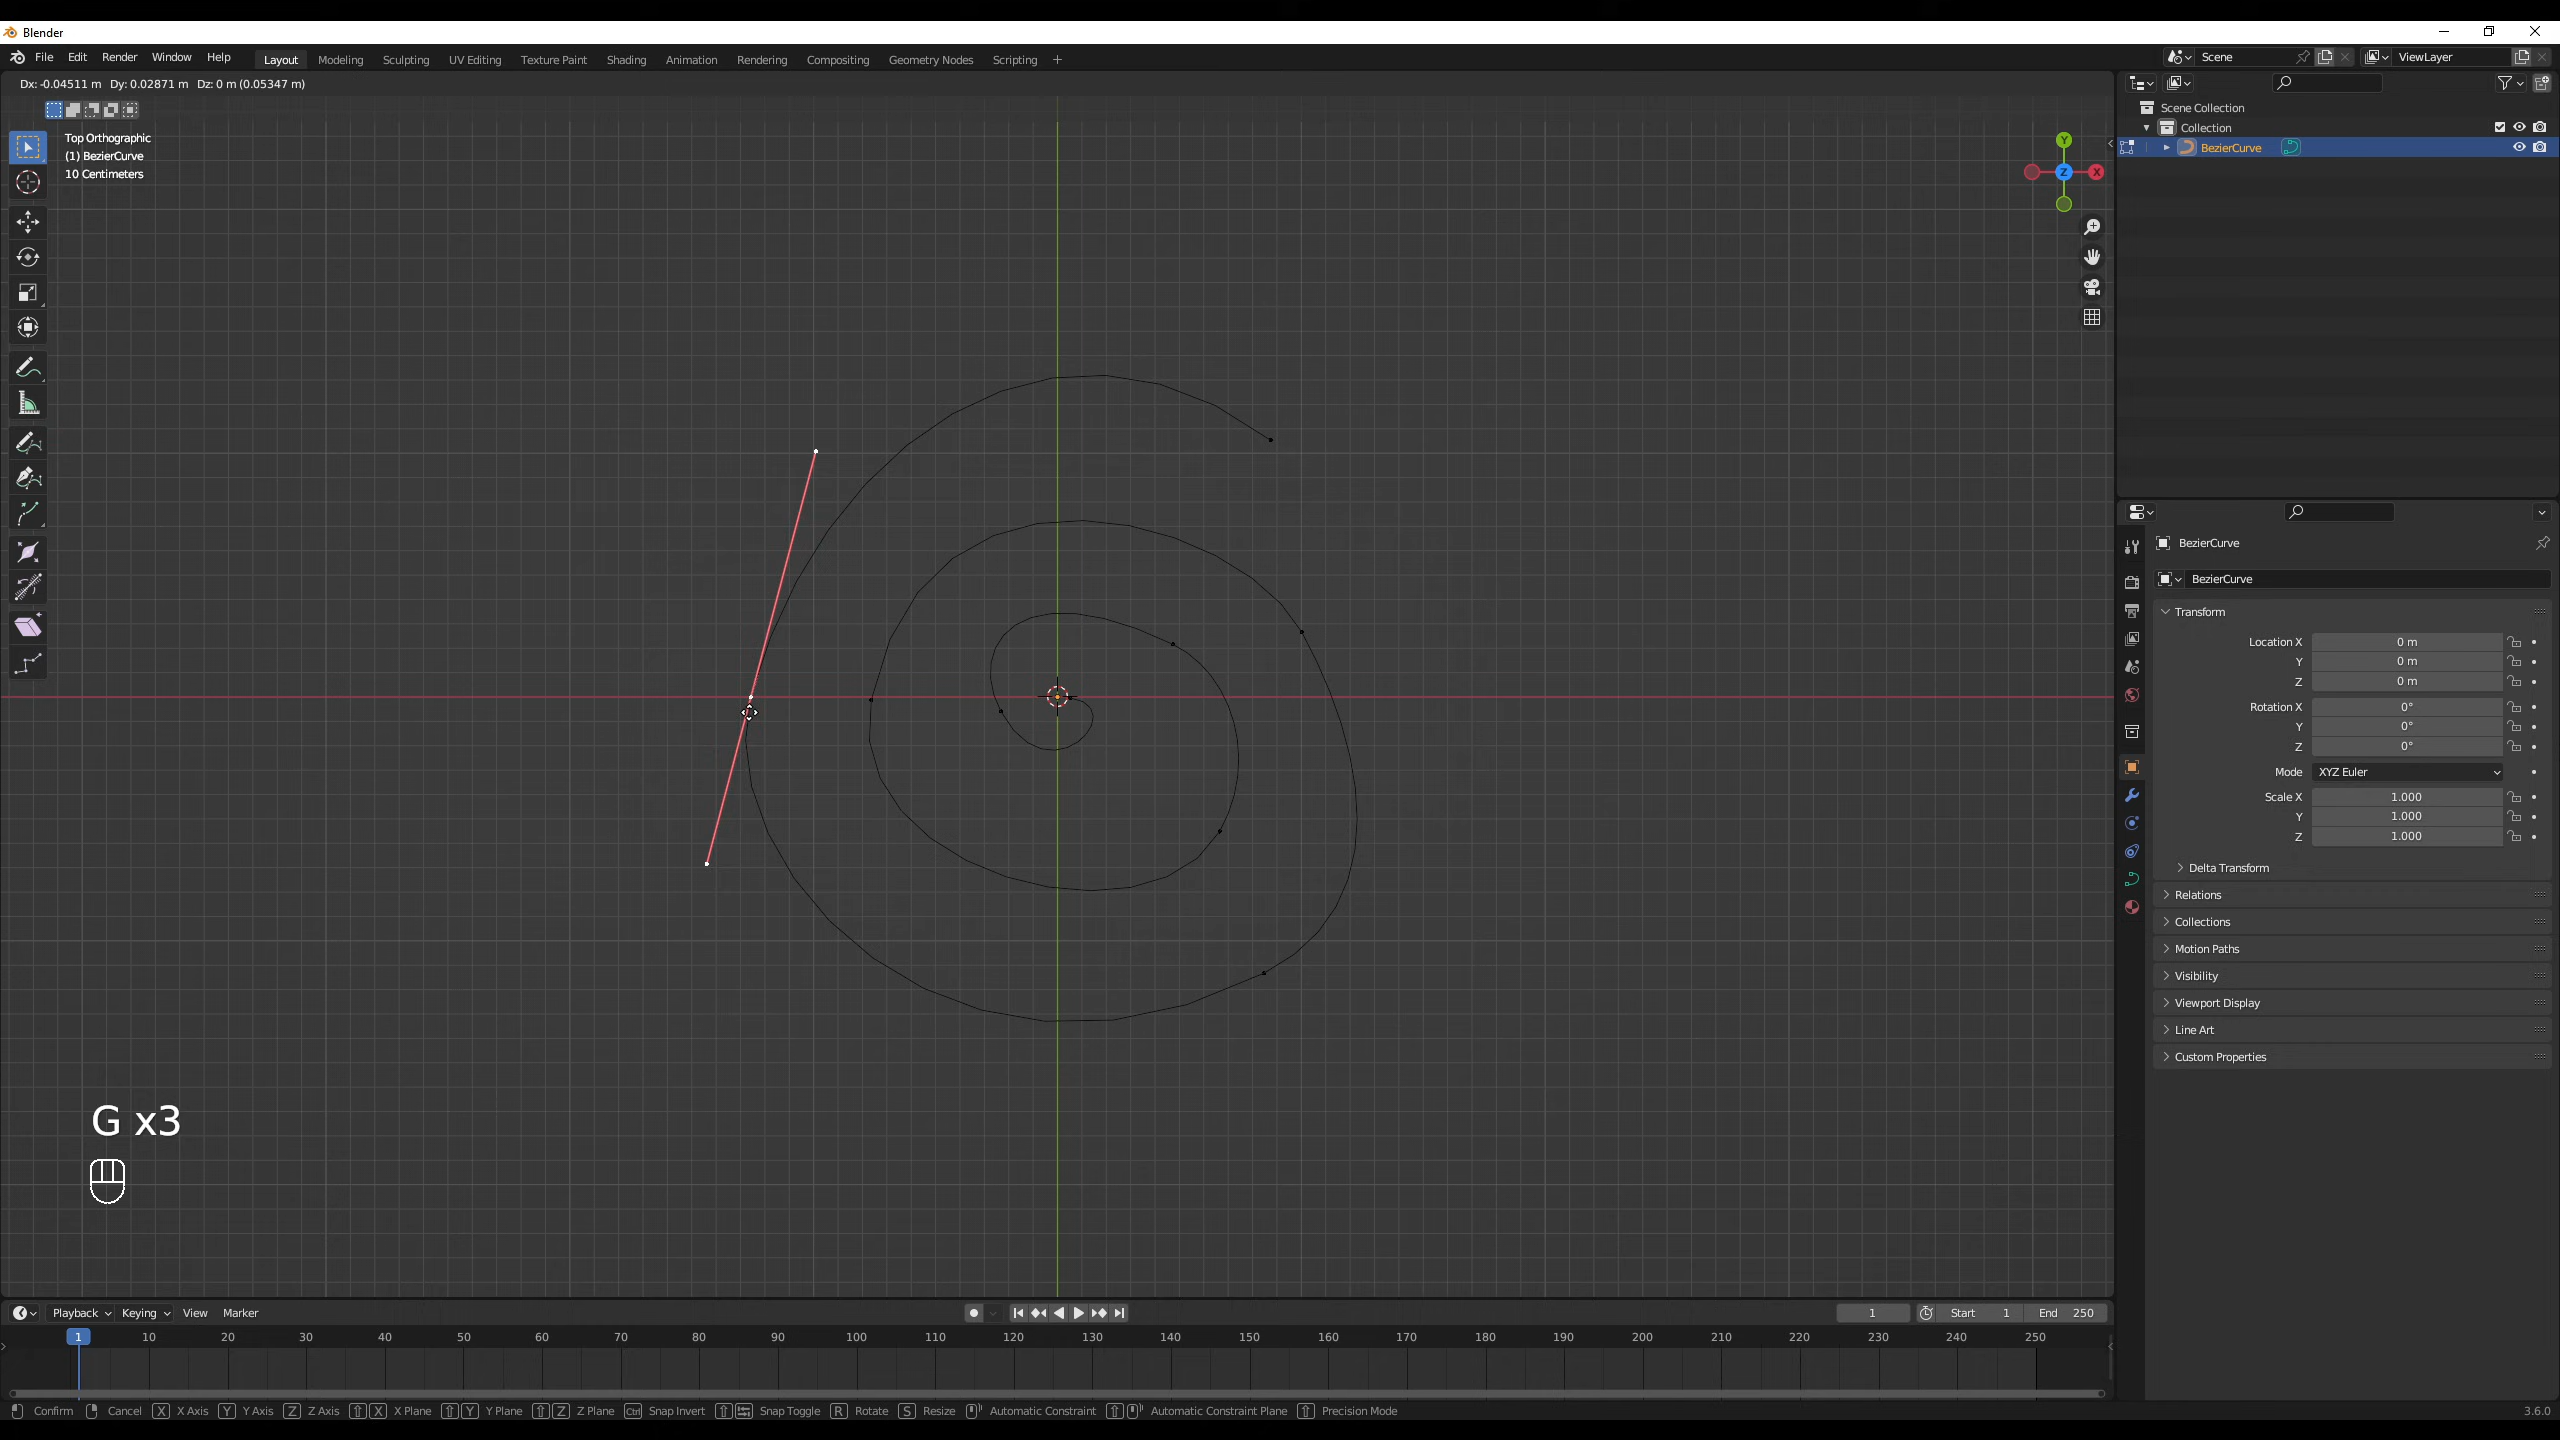 Blender
File Edit Render Window Help Layout Modeling Sculpting UV Editing Texture Paint Shading Animation Rendering Compositing Geometry Nodes Scripting + Scene ViewLayer
Dx: -0.04511 m Dy: 0.02871 m Dz: 0 m (0.05347 m)
Top Orthographic
(1) BezierCurve
10 Centimeters
Y
Z X
Scene Collection
Collection
BezierCurve
BezierCurve
BezierCurve
Transform
Location X 0 m
Y 0 m
Z 0 m
Rotation X 0°
Y 0°
Z 0°
Mode XYZ Euler
Scale X 1.000
Y 1.000
Z 1.000
Delta Transform
Relations
Collections
Motion Paths
Visibility
Viewport Display
Line Art
Custom Properties
G x3
Playback Keying View Marker 1 Start 1 End 250
1 10 20 30 40 50 60 70 80 90 100 110 120 130 140 150 160 170 180 190 200 210 220 230 240 250
Confirm Cancel X X Axis Y Y Axis Z Z Axis X X Plane Y Y Plane Z Z Plane Ctrl Snap Invert Snap Toggle R Rotate S Resize Automatic Constraint Automatic Constraint Plane Precision Mode 3.6.0